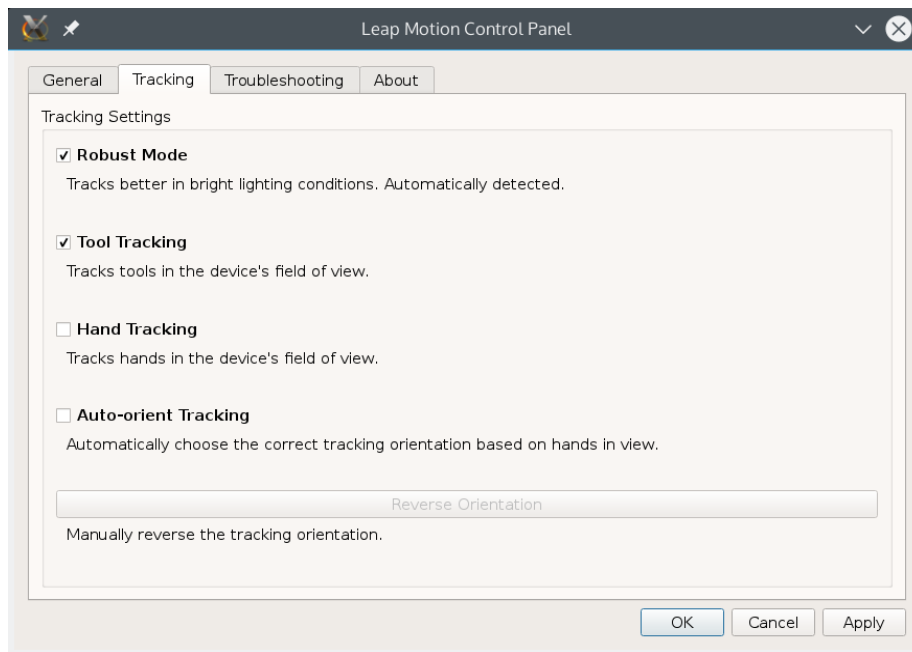 Leap Motion Control Panel
General Tracking Troubleshooting About
Tracking Settings
Robust Mode
Tracks better in bright lighting conditions. Automatically detected.
Tool Tracking
Tracks tools in the device's field of view.
Hand Tracking
Tracks hands in the device's field of view.
Auto-orient Tracking
Automatically choose the correct tracking orientation based on hands in view.
Reverse Orientation
Manually reverse the tracking orientation.
OK Cancel Apply